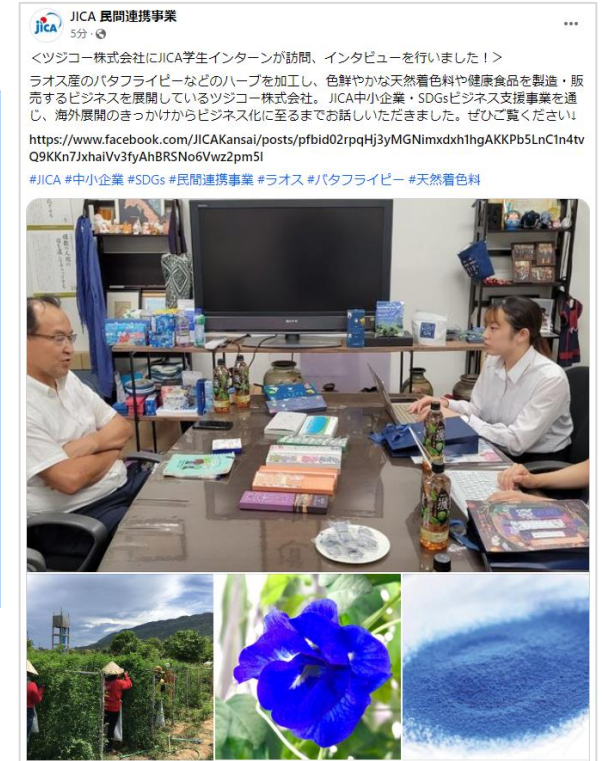 JICA 民間連携事業
5分
＜ツジコー株式会社にJICA学生インターンが訪問、インタビューを行いました！＞
ラオス産のバタフライピーなどのハーブを加工し、色鮮やかな天然着色料や健康食品を製造・販
売するビジネスを展開しているツジコー株式会社。 JICA中小企業・SDGsビジネス支援事業を通
じ、海外展開のきっかけからビジネス化に至るまでお話しいただきました。ぜひご覧ください↓
https://www.facebook.com/JICAKansai/posts/pfbid02rpqHj3yMGNimxdxh1hgAKKPb5LnC1n4tv
Q9KKn7JxhaiVv3fyAhBRSNo6Vwz2pm5l
#JICA #中小企業 #SDGs #民間連携事業 #ラオス #バタフライピー #天然着色料